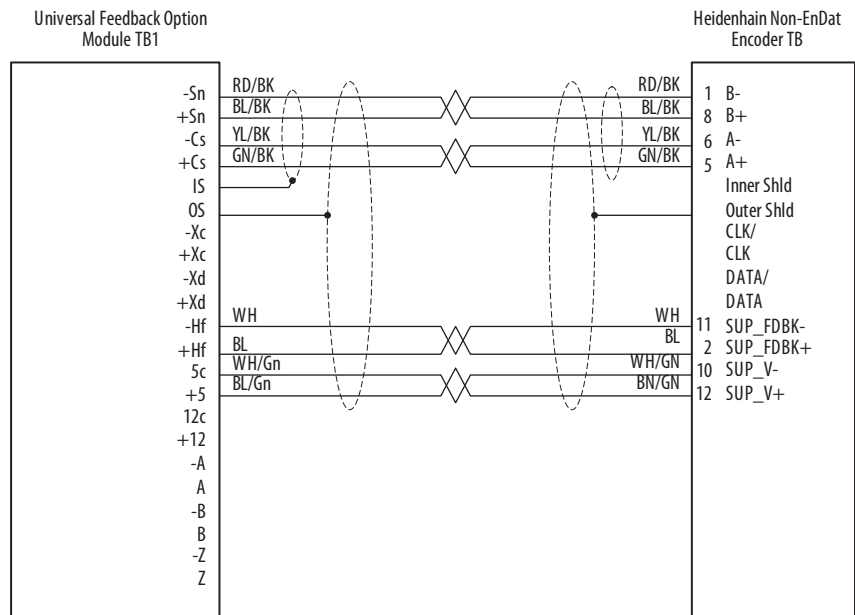 Universal Feedback Option
Module TB1
Heidenhain Non-EnDat
Encoder TB
-Sn RD/BK RD/BK 1 B-
+Sn BL/BK BL/BK 8 B+
-Cs YL/BK YL/BK 6 A-
+Cs GN/BK GN/BK 5 A+
IS Inner Shld
OS Outer Shld
-Xc CLK/
+Xc CLK
-Xd DATA/
+Xd DATA
-Hf WH WH 11 SUP_FDBK-
+Hf BL BL 2 SUP_FDBK+
5c WH/Gn WH/GN 10 SUP_V-
+5 BL/Gn BN/GN 12 SUP_V+
12c
+12
-A
A
-B
B
-Z
Z